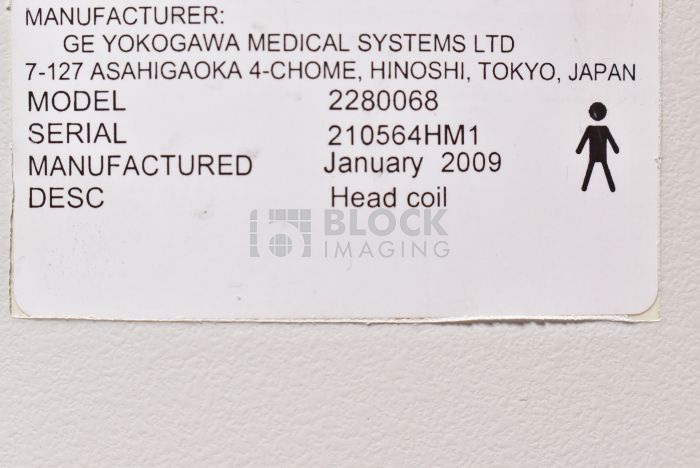 MANUFACTURER:
GE YOKOGAWA MEDICAL SYSTEMS LTD
7-127 ASAHIGAOKA 4-CHOME, HINOSHI, TOKYO, JAPAN
MODEL 2280068
SERIAL 210564HM1
MANUFACTURED January 2009
DESC Head coil
BLOCK
IMAGING